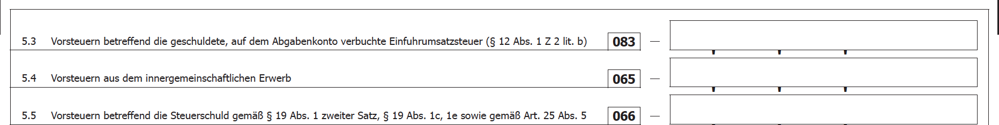 5.3 Vorsteuern betreffend die geschuldete, auf dem Abgabenkonto verbuchte Einfuhrumsatzsteuer (§ 12 Abs. 1 Z 2 lit. b) 083 —
5.4 Vorsteuern aus dem innergemeinschaftlichen Erwerb 065 —
5.5 Vorsteuern betreffend die Steuerschuld gemäß § 19 Abs. 1 zweiter Satz, § 19 Abs. 1c, 1e sowie gemäß Art. 25 Abs. 5 066 —